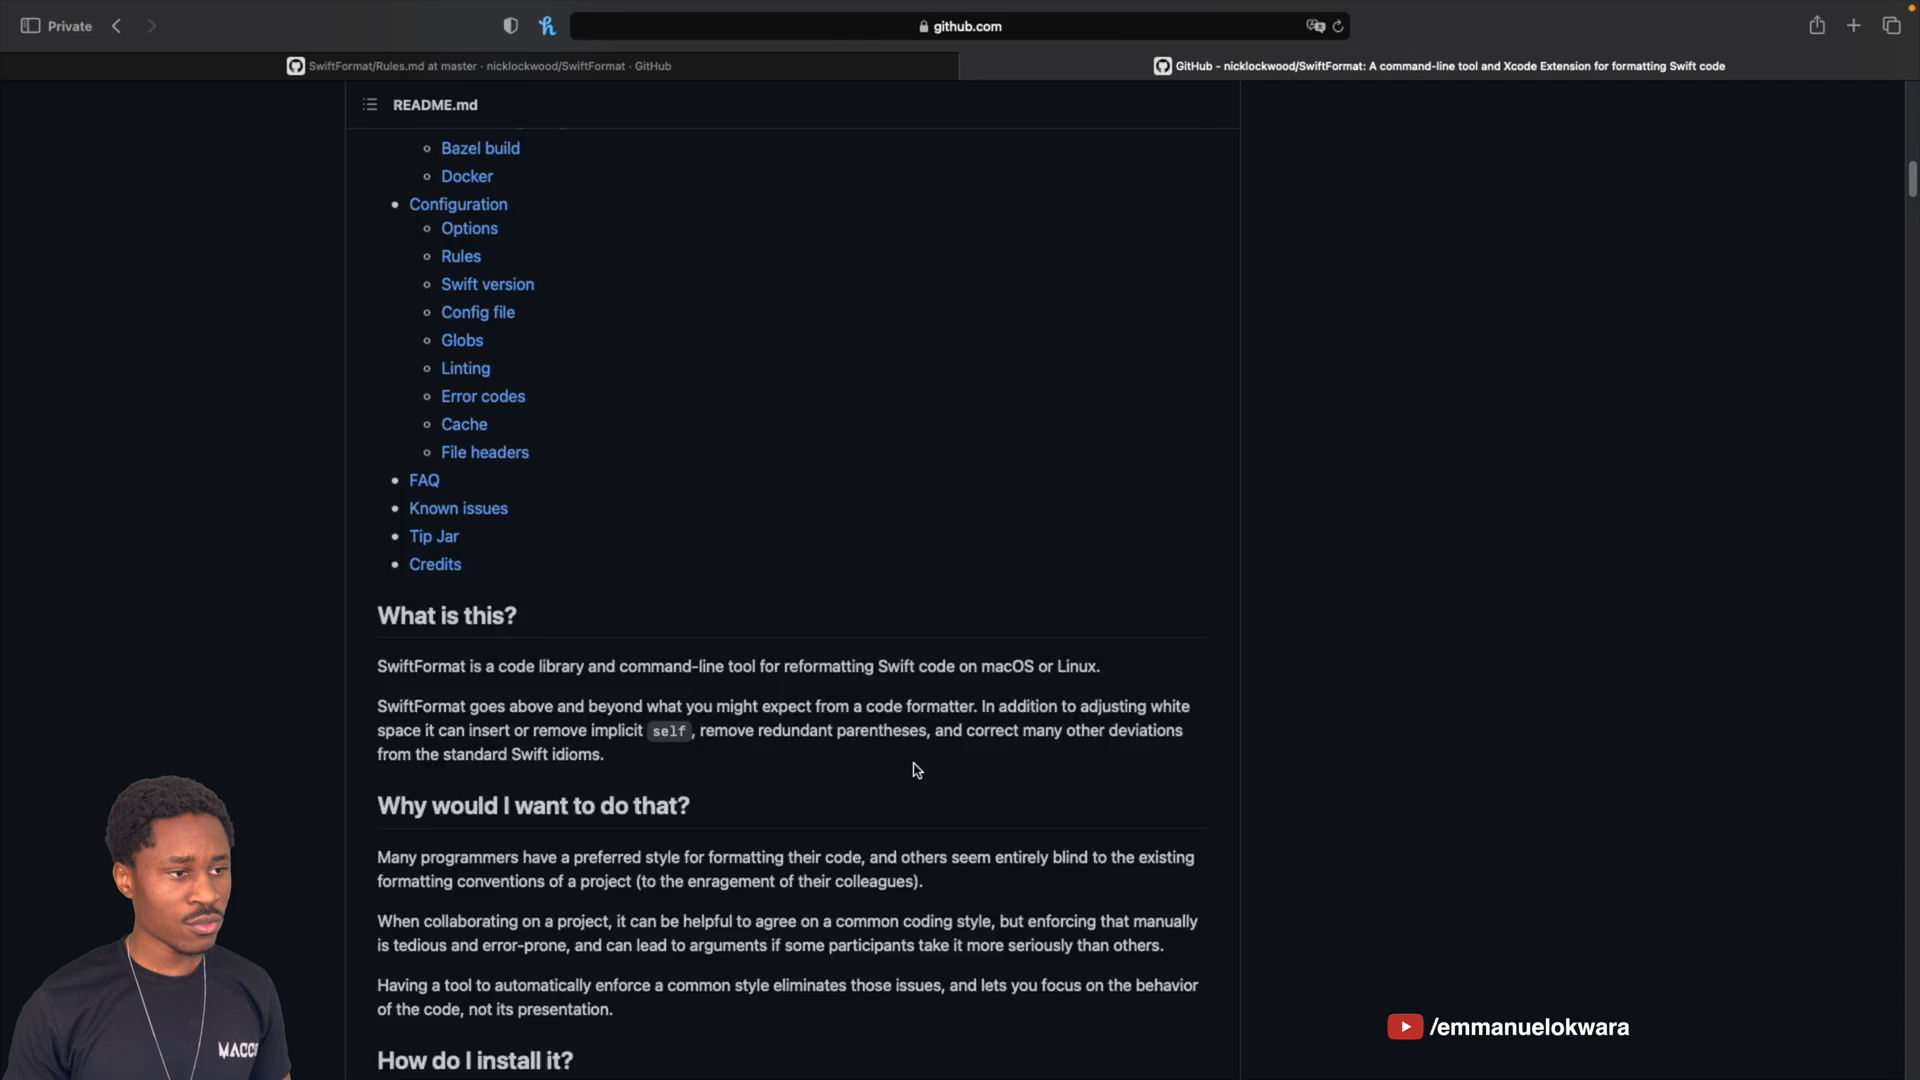 Private
github.com
SwiftFormat/Rules.md at master · nicklockwood/SwiftFormat · GitHub
GitHub - nicklockwood/SwiftFormat: A command-line tool and Xcode Extension for formatting Swift code
README.md
Bazel build
Docker
Configuration
Options
Rules
Swift version
Config file
Globs
Linting
Error codes
Cache
File headers
FAQ
Known issues
Tip Jar
Credits
What is this?
SwiftFormat is a code library and command-line tool for reformatting Swift code on macOS or Linux.
SwiftFormat goes above and beyond what you might expect from a code formatter. In addition to adjusting white
space it can insert or remove implicit self, remove redundant parentheses, and correct many other deviations
from the standard Swift idioms.
Why would I want to do that?
Many programmers have a preferred style for formatting their code, and others seem entirely blind to the existing
formatting conventions of a project (to the enragement of their colleagues).
When collaborating on a project, it can be helpful to agree on a common coding style, but enforcing that manually
is tedious and error-prone, and can lead to arguments if some participants take it more seriously than others.
Having a tool to automatically enforce a common style eliminates those issues, and lets you focus on the behavior
of the code, not its presentation.
How do I install it?
/emmanuelokwara